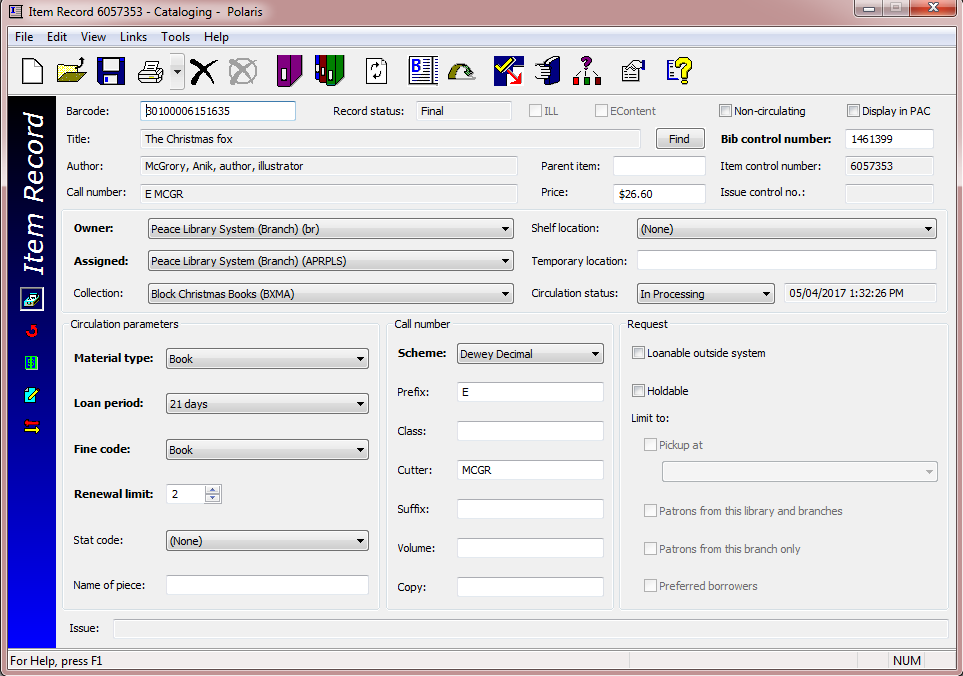 Item Record 6057353 - Cataloging - Polaris
File Edit View Links Tools Help
Item Record
Barcode: 30100006151635 Record status: Final ILL EContent Non-circulating Display in PAC
Title: The Christmas fox Find Bib control number: 1461399
Author: McGrory, Anik, author, illustrator Parent item: Item control number: 6057353
Call number: E MCGR Price: $26.60 Issue control no.:
Owner: Peace Library System (Branch) (br) Shelf location: (None)
Assigned: Peace Library System (Branch) (APRPLS) Temporary location:
Collection: Block Christmas Books (BXMA) Circulation status: In Processing 05/04/2017 1:32:26 PM
Circulation parameters
Material type: Book
Loan period: 21 days
Fine code: Book
Renewal limit: 2
Stat code: (None)
Name of piece:
Call number
Scheme: Dewey Decimal
Prefix: E
Class:
Cutter: MCGR
Suffix:
Volume:
Copy:
Request
Loanable outside system
Holdable
Limit to:
Pickup at
Patrons from this library and branches
Patrons from this branch only
Preferred borrowers
Issue:
For Help, press F1 NUM